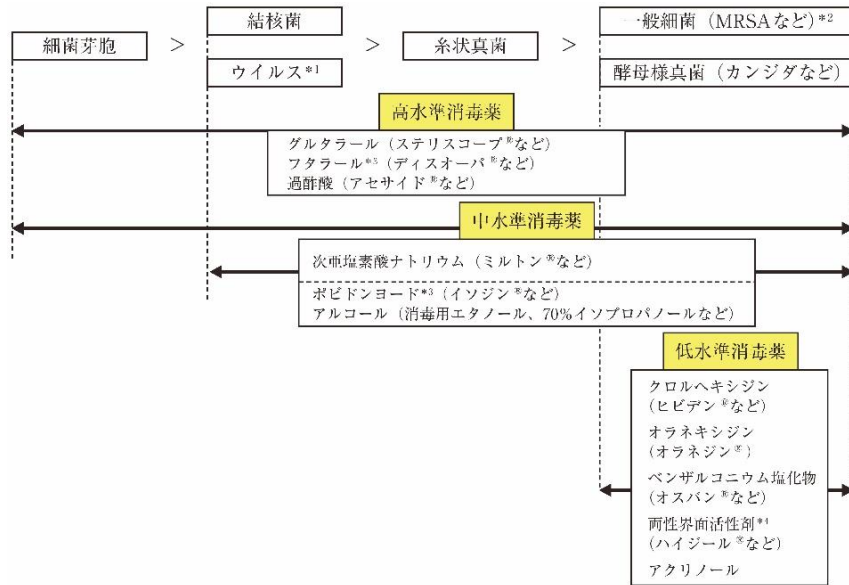 細菌芽胞
>
結核菌
ウイルス*1
>
糸状真菌
>
一般細菌（MRSAなど）*2
酵母様真菌（カンジダなど）
高水準消毒薬
グルタラール（ステリスコープ®など）
フタラール*3（ディスオーパ®など）
過酢酸（アセサイド®など）
中水準消毒薬
次亜塩素酸ナトリウム（ミルトン®など）
ポビドンヨード*3（イソジン®など）
アルコール（消毒用エタノール、70%イソプロパノールなど）
低水準消毒薬
クロルヘキシジン
（ヒビデン®など）
オラネキシジン
（オラネジン®）
ベンザルコニウム塩化物
（オスバン®など）
両性界面活性剤*4
（ハイジール®など）
アクリノール